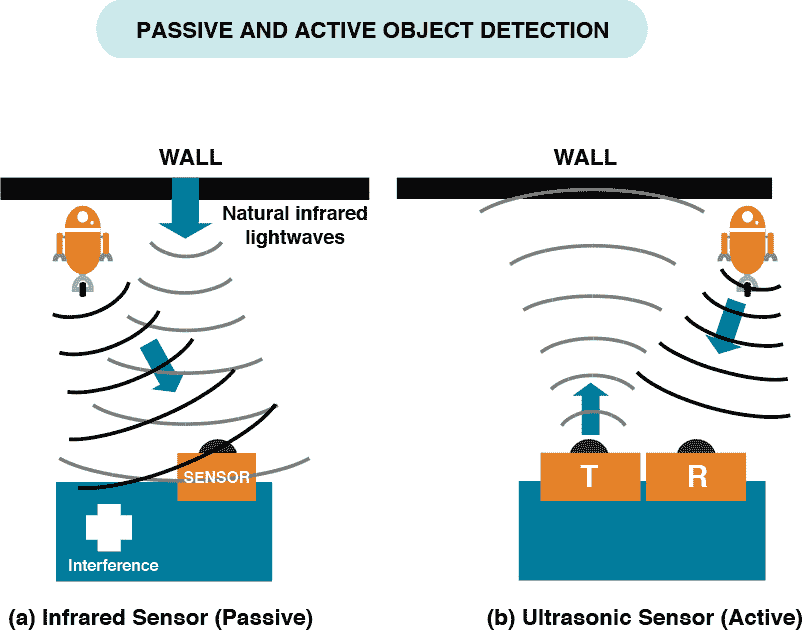 PASSIVE AND ACTIVE OBJECT DETECTION
WALL
Natural infrared
lightwaves
SENSOR
Interference
(a) Infrared Sensor (Passive)
WALL
T
R
(b) Ultrasonic Sensor (Active)